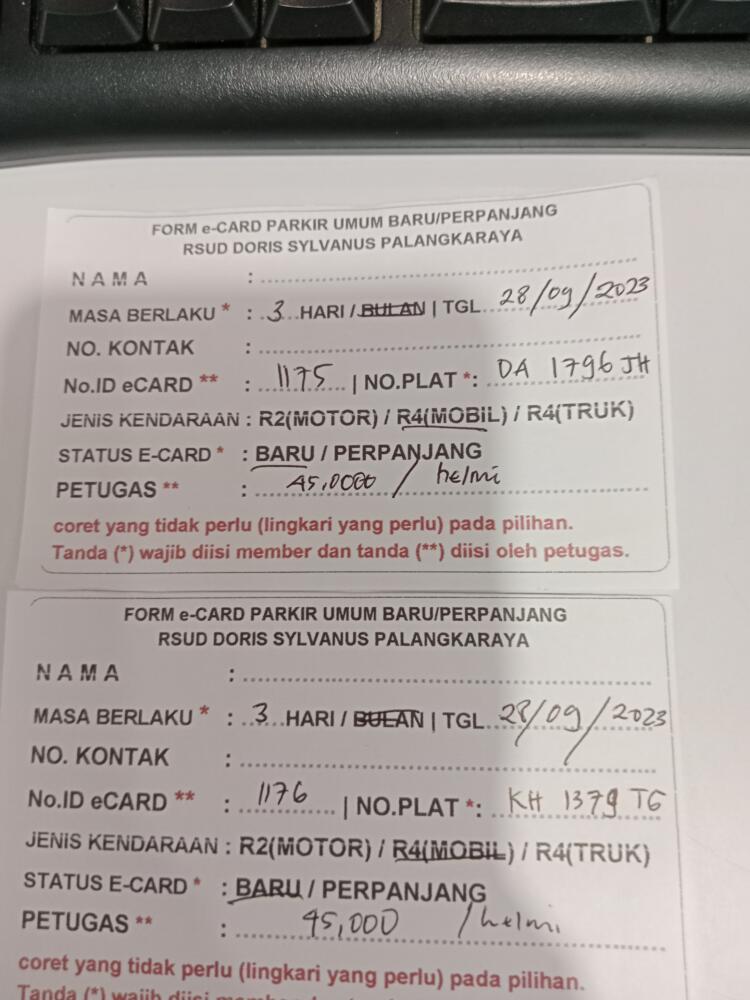 FORM e-CARD PARKIR UMUM BARU/PERPANJANG
RSUD DORIS SYLVANUS PALANGKARAYA
NAMA :
MASA BERLAKU * : 3 HARI / BULAN | TGL 28/09/2023
NO. KONTAK :
No.ID eCARD ** : 1175 | NO.PLAT *: DA 1796 JH
JENIS KENDARAAN : R2(MOTOR) / R4(MOBiL) / R4(TRUK)
STATUS E-CARD * : BARU / PERPANJANG
PETUGAS ** : 45,0000 / helmi
coret yang tidak perlu (lingkari yang perlu) pada pilihan.
Tanda (*) wajib diisi member dan tanda (**) diisi oleh petugas.
FORM e-CARD PARKIR UMUM BARU/PERPANJANG
RSUD DORIS SYLVANUS PALANGKARAYA
NAMA :
MASA BERLAKU * : 3 HARI / BULAN | TGL 28/09/2023
NO. KONTAK :
No.ID eCARD ** : 1176 | NO.PLAT *: KH 1379 TG
JENIS KENDARAAN : R2(MOTOR) / R4(MOBIL) / R4(TRUK)
STATUS E-CARD * : BARU / PERPANJANG
PETUGAS ** : 45,000 / helmi
coret yang tidak perlu (lingkari yang perlu) pada pilihan.
Tanda (*) wajib diisi